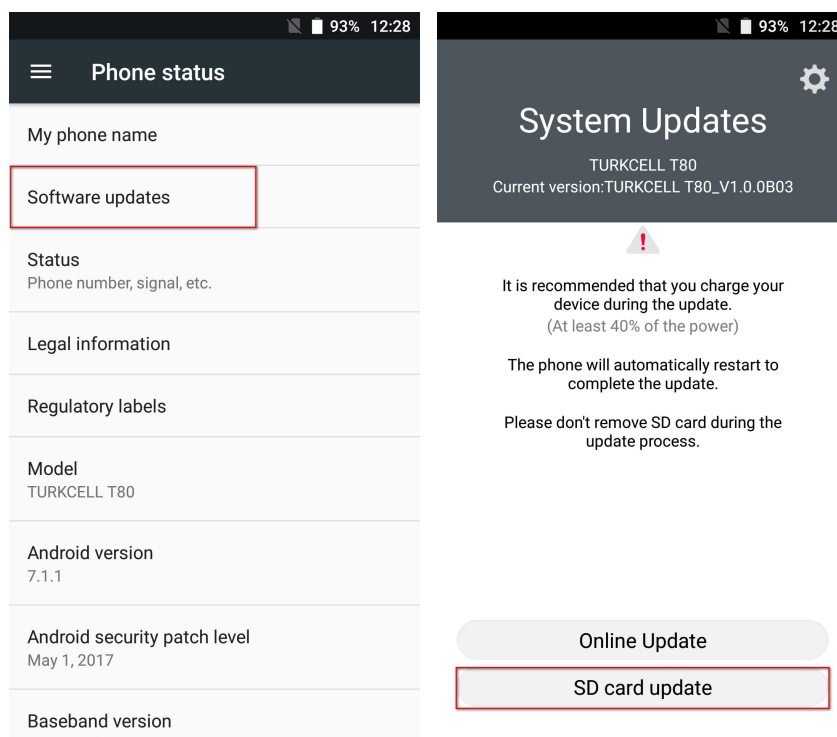 93% 12:28
Phone status
My phone name
Software updates
Status
Phone number, signal, etc.
Legal information
Regulatory labels
Model
TURKCELL T80
Android version
7.1.1
Android security patch level
May 1, 2017
Baseband version
93% 12:28
System Updates
TURKCELL T80
Current version:TURKCELL T80_V1.0.0B03
It is recommended that you charge your
device during the update.
(At least 40% of the power)
The phone will automatically restart to
complete the update.
Please don't remove SD card during the
update process.
Online Update
SD card update